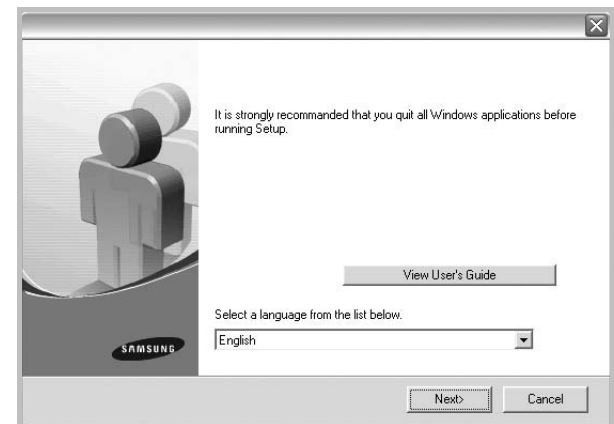 It is strongly recommanded that you quit all Windows applications before
running Setup.
View User's Guide
Select a language from the list below.
English
SAMSUNG
Next>
Cancel